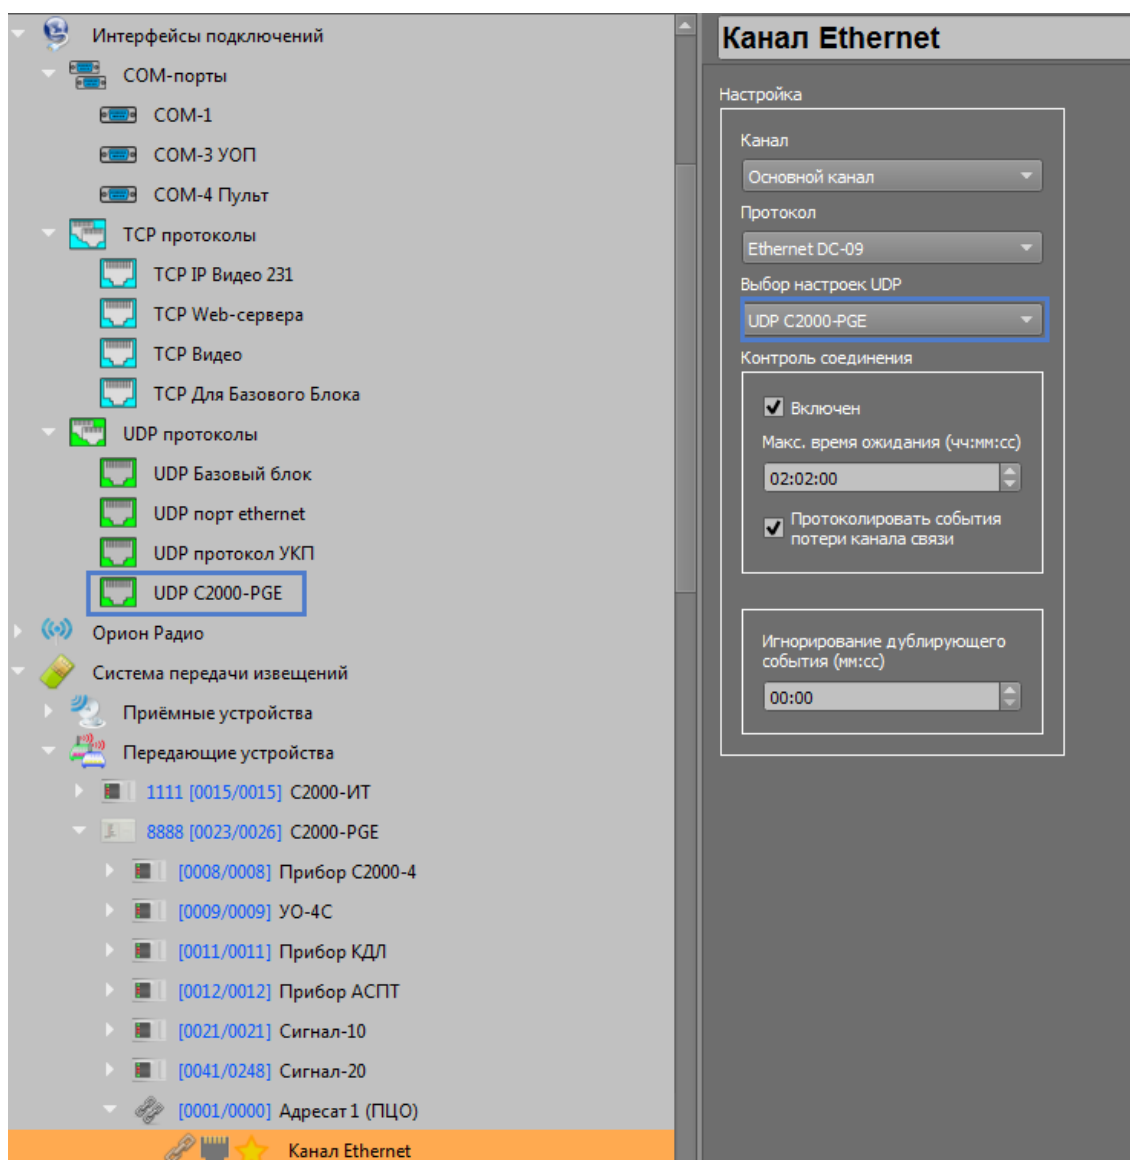 Интерфейсы подключений
COM-порты
COM-1
COM-3 УОП
COM-4 Пульт
TCP протоколы
TCP IP Видео 231
TCP Web-сервера
TCP Видео
TCP Для Базового Блока
UDP протоколы
UDP Базовый блок
UDP порт ethernet
UDP протокол УКП
UDP C2000-PGE
Орион Радио
Система передачи извещений
Приёмные устройства
Передающие устройства
1111 [0015/0015] С2000-ИТ
8888 [0023/0026] C2000-PGE
[0008/0008] Прибор С2000-4
[0009/0009] УО-4С
[0011/0011] Прибор КДЛ
[0012/0012] Прибор АСПТ
[0021/0021] Сигнал-10
[0041/0248] Сигнал-20
[0001/0000] Адресат 1 (ПЦО)
Канал Ethernet
Канал Ethernet
Настройка
Канал
Основной канал
Протокол
Ethernet DC-09
Выбор настроек UDP
UDP C2000-PGE
Контроль соединения
Включен
Макс. время ожидания (чч:мм:сс)
02:02:00
Протоколировать события
потери канала связи
Игнорирование дублирующего
события (мм:сс)
00:00